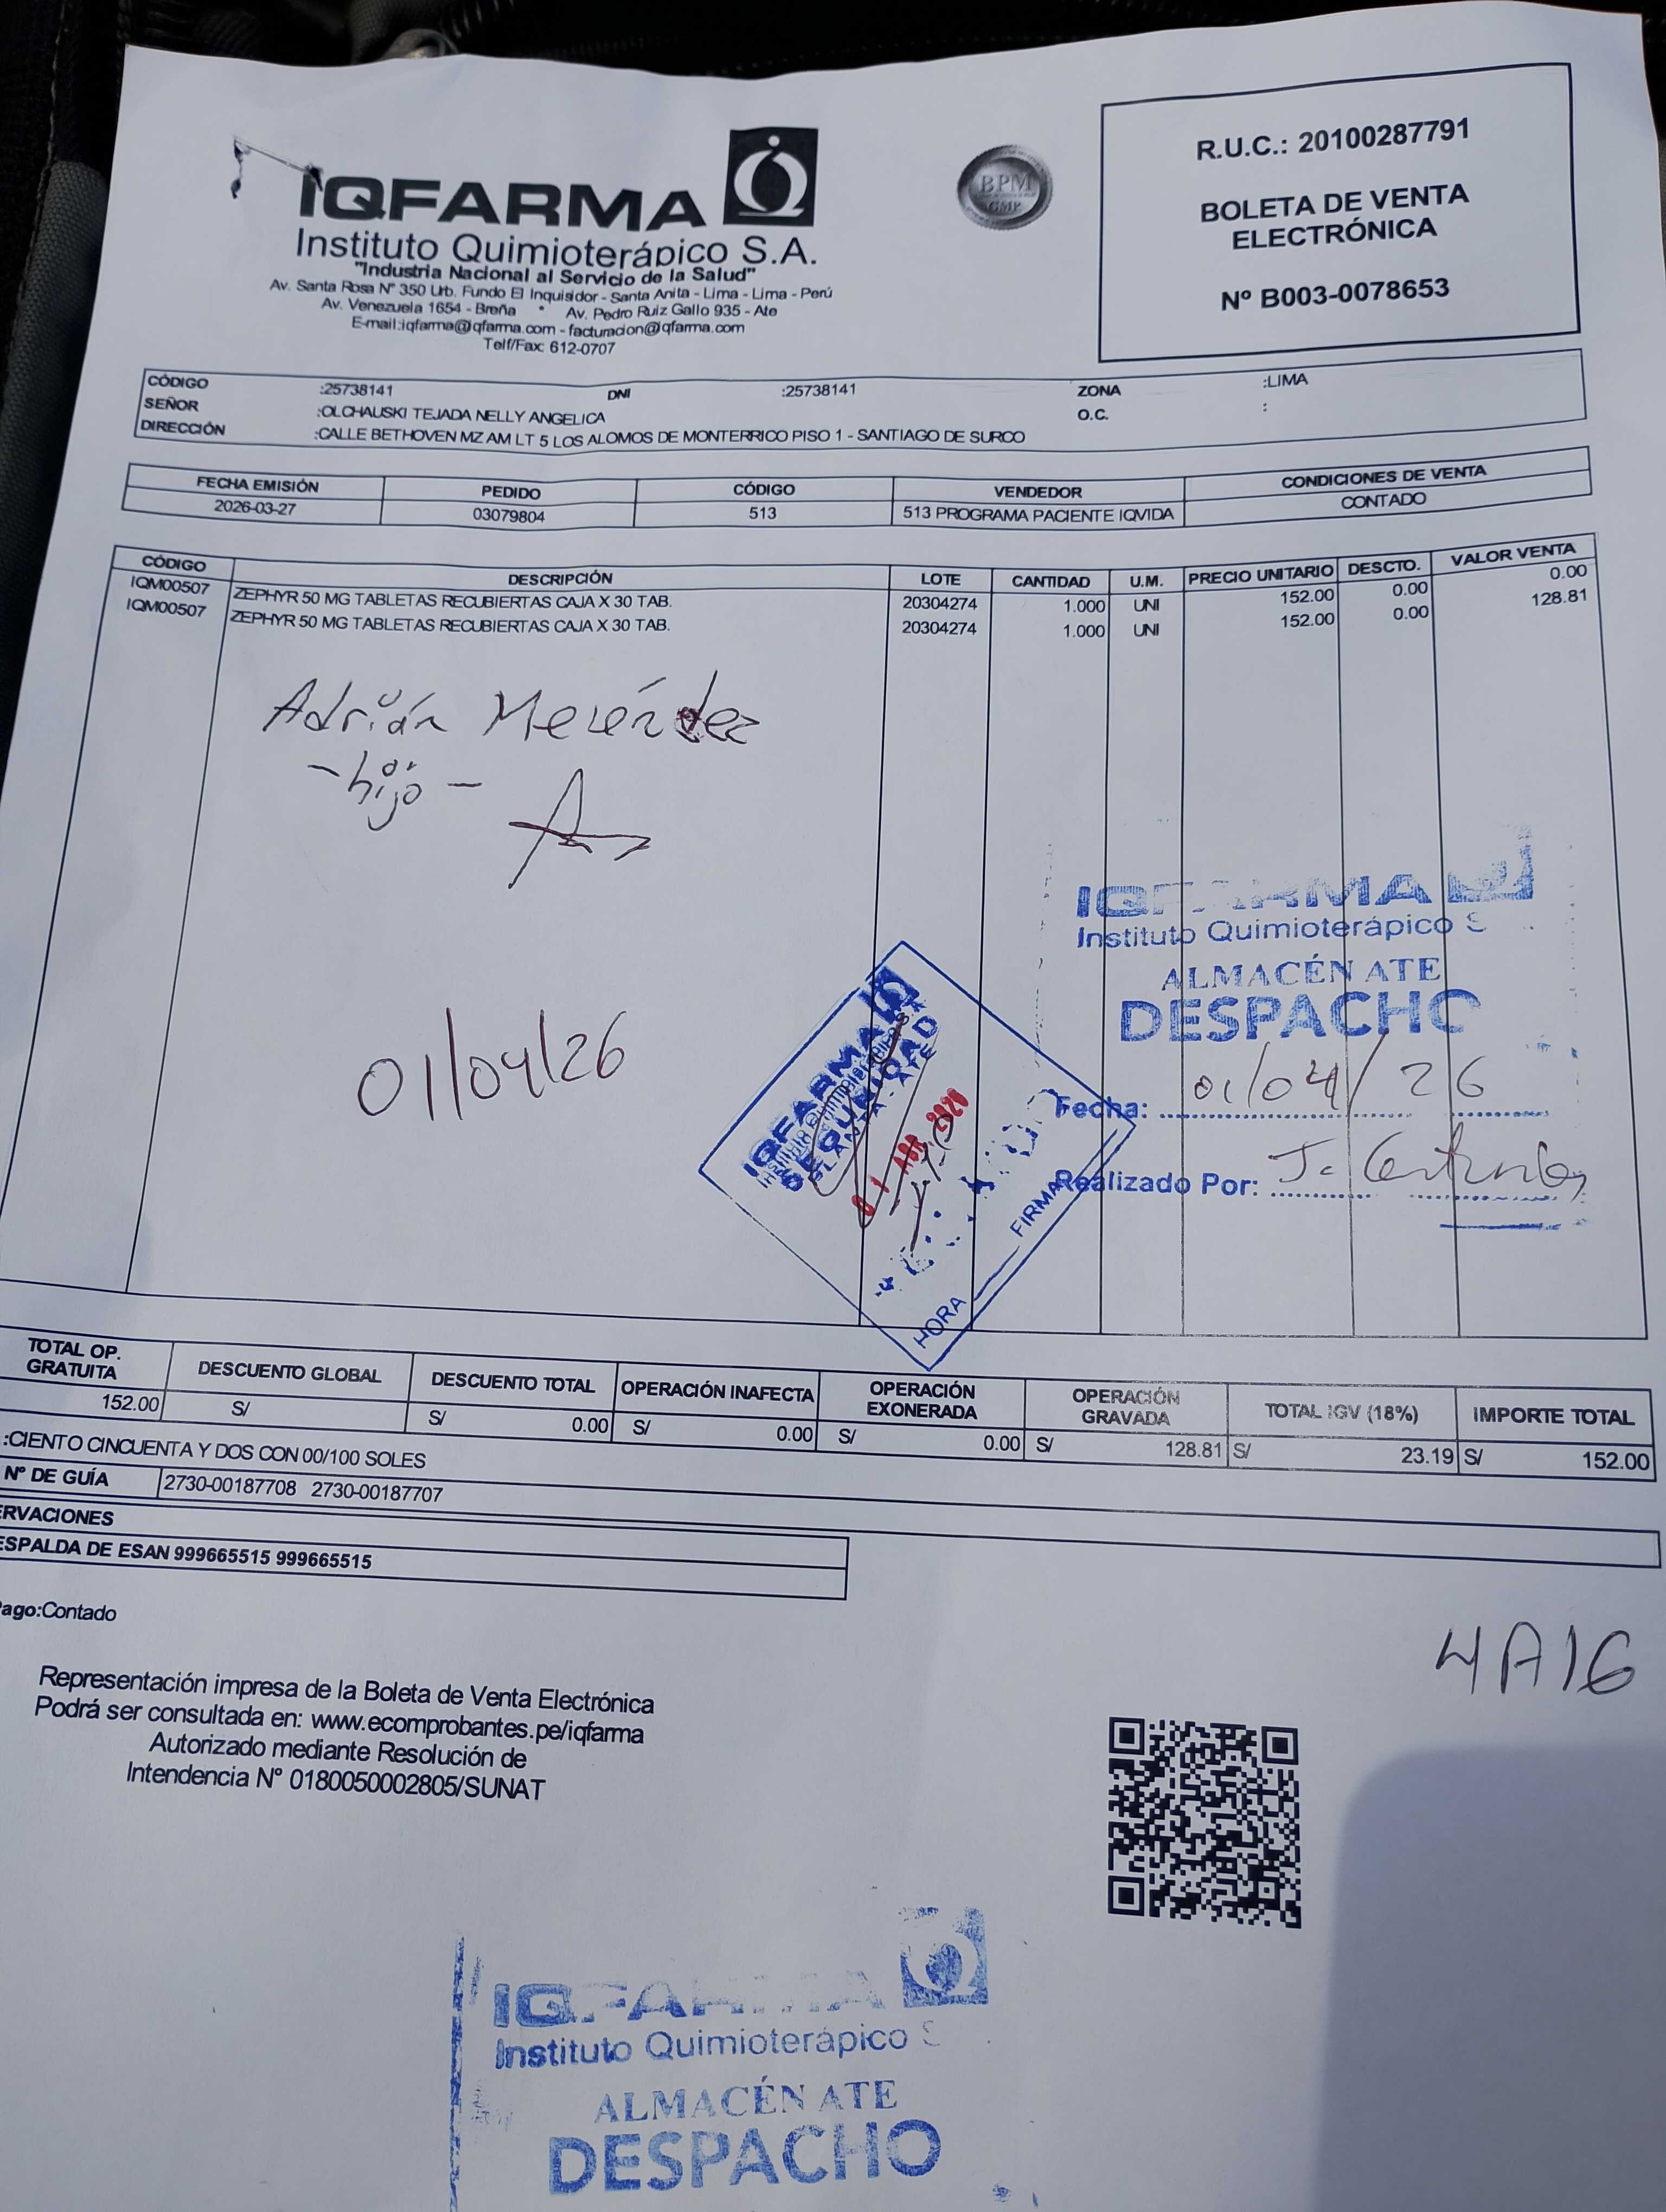 IQFARMA
Instituto Quimioterápico S.A.
"Industria Nacional al Servicio de la Salud"
Av. Santa Rosa N° 350 Urb. Fundo El Inquisidor - Santa Anita - Lima - Lima - Perú
Av. Venezuela 1654 - Breña * Av. Pedro Ruiz Gallo 935 - Ate
E-mail:iqfarma@iqfarma.com - facturacion@iqfarma.com
Telf/Fax: 612-0707
BPM
GMP
R.U.C.: 20100287791
BOLETA DE VENTA
ELECTRÓNICA
Nº B003-0078653
CÓDIGO :25738141 DNI :25738141 ZONA :LIMA
SEÑOR :OLCHAUSKI TEJADA NELLY ANGELICA O.C. :
DIRECCIÓN :CALLE BETHOVEN MZ AM LT 5 LOS ALOMOS DE MONTERRICO PISO 1 - SANTIAGO DE SURCO
FECHA EMISIÓN PEDIDO CÓDIGO VENDEDOR CONDICIONES DE VENTA
2026-03-27 03079804 513 513 PROGRAMA PACIENTE IQVIDA CONTADO
CÓDIGO DESCRIPCIÓN LOTE CANTIDAD U.M. PRECIO UNITARIO DESCTO. VALOR VENTA
IQM00507 ZEPHYR 50 MG TABLETAS RECUBIERTAS CAJA X 30 TAB. 20304274 1.000 UNI 152.00 0.00 0.00
IQM00507 ZEPHYR 50 MG TABLETAS RECUBIERTAS CAJA X 30 TAB. 20304274 1.000 UNI 152.00 0.00 128.81
Adrián Meléndez
- hijo -
IQFARMA
Instituto Quimioterápico S
ALMACÉN ATE
DESPACHO
Fecha: 01/04/26
Realizado Por:
01/04/26
IQFARMA
SEGURIDAD
PLANTA - ATE
01 ABR. 2026
HORA FIRMA
TOTAL OP. GRATUITA DESCUENTO GLOBAL DESCUENTO TOTAL OPERACIÓN INAFECTA OPERACIÓN EXONERADA OPERACIÓN GRAVADA TOTAL IGV (18%) IMPORTE TOTAL
152.00 S/ S/ 0.00 S/ 0.00 S/ 0.00 S/ 128.81 S/ 23.19 S/ 152.00
:CIENTO CINCUENTA Y DOS CON 00/100 SOLES
Nº DE GUÍA 2730-00187708 2730-00187707
ERVACIONES
ESPALDA DE ESAN 999665515 999665515
Pago:Contado
4A16
Representación impresa de la Boleta de Venta Electrónica
Podrá ser consultada en: www.ecomprobantes.pe/iqfarma
Autorizado mediante Resolución de
Intendencia N° 0180050002805/SUNAT
IQFARMA
Instituto Quimioterápico S
ALMACÉN ATE
DESPACHO